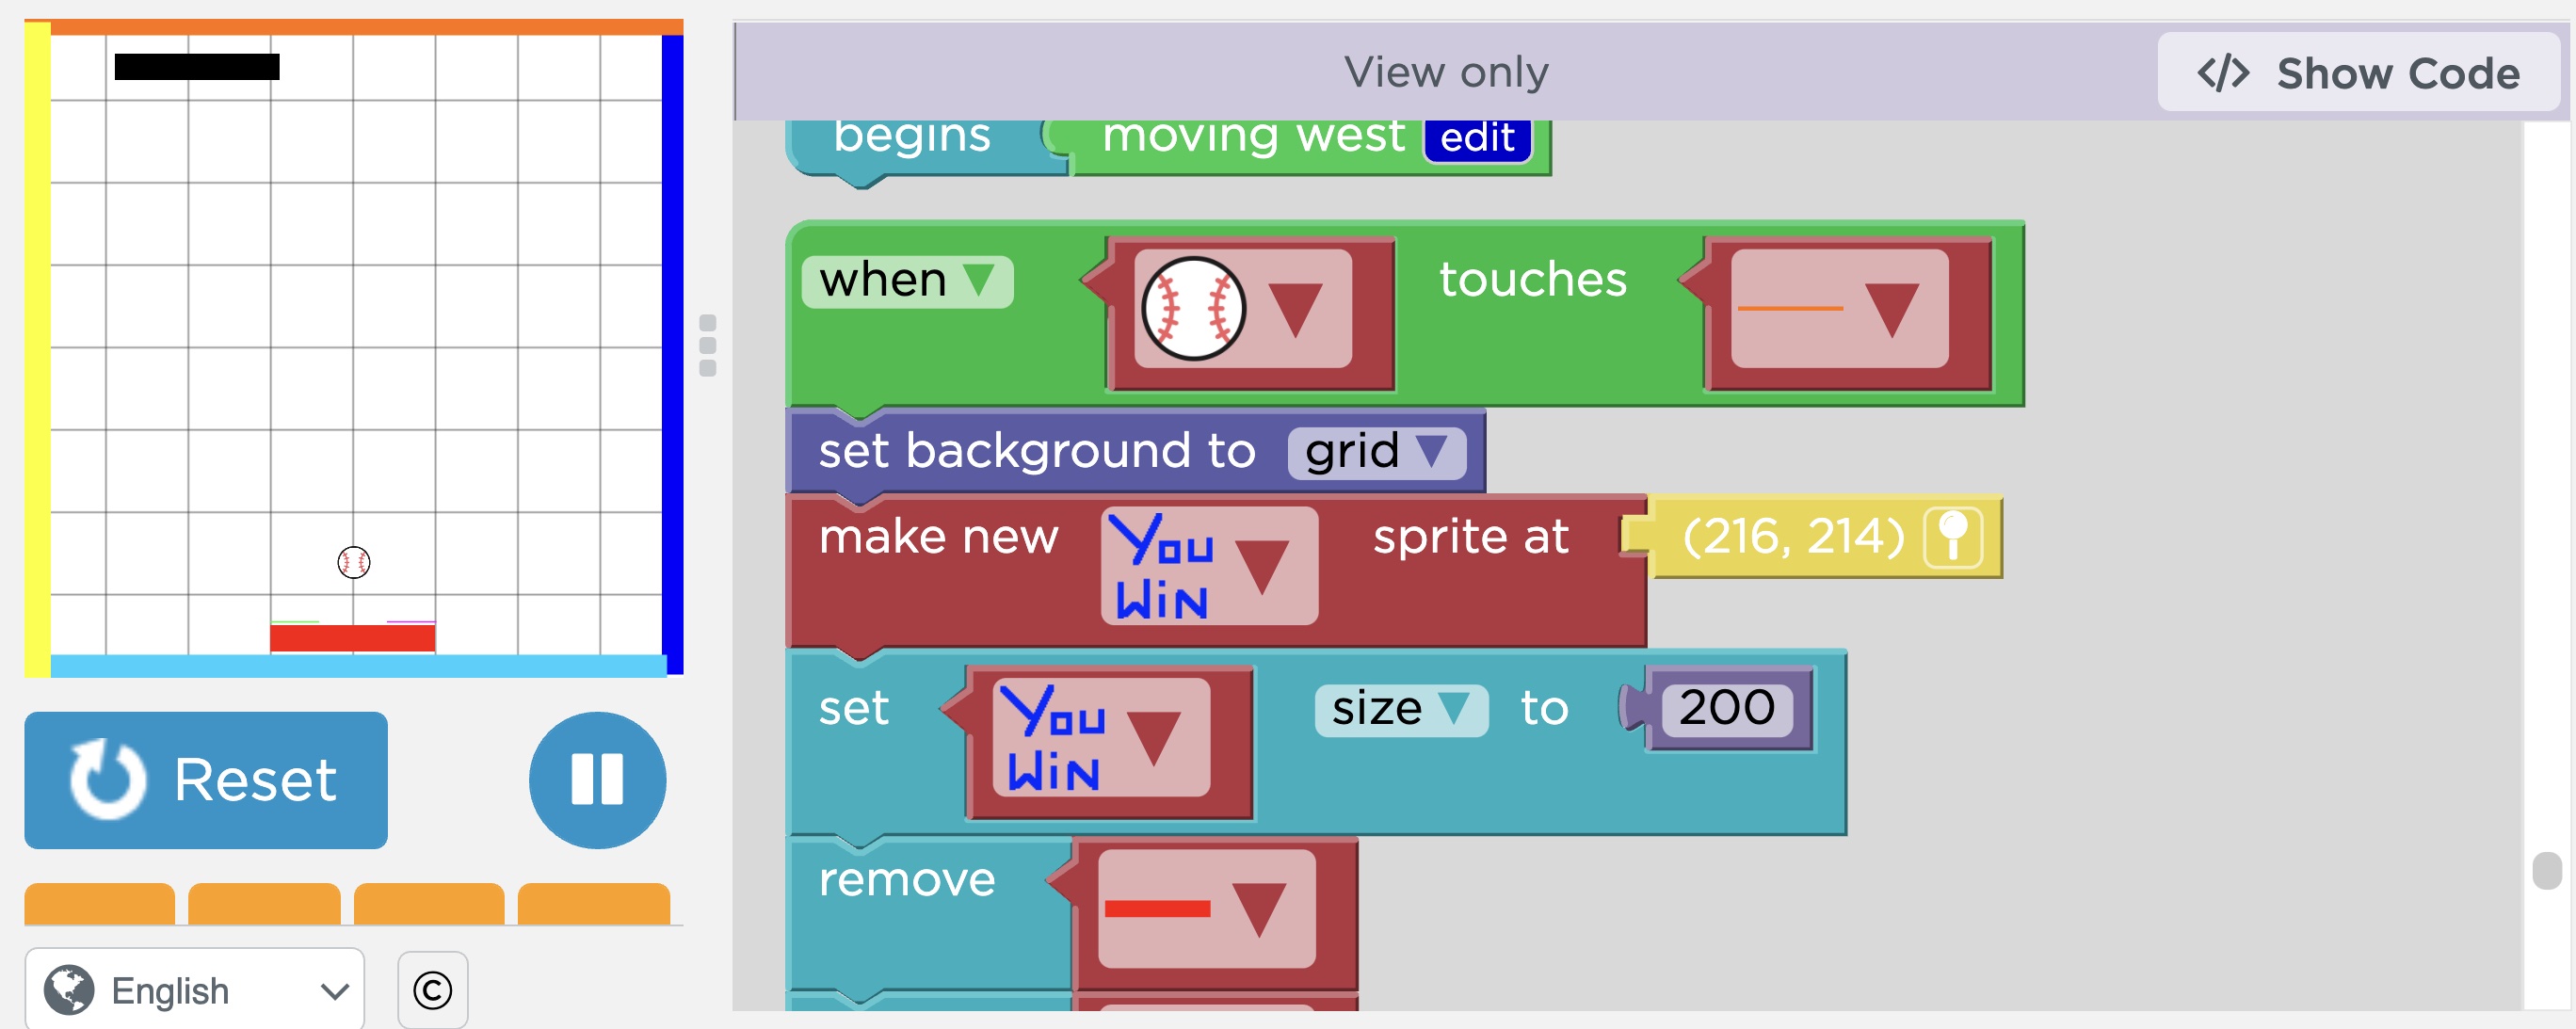 View only
</> Show Code
begins moving west edit
when ▼ touches
set background to grid ▼
make new You Win sprite at (216, 214)
set You Win size ▼ to 200
remove
Reset
English
©